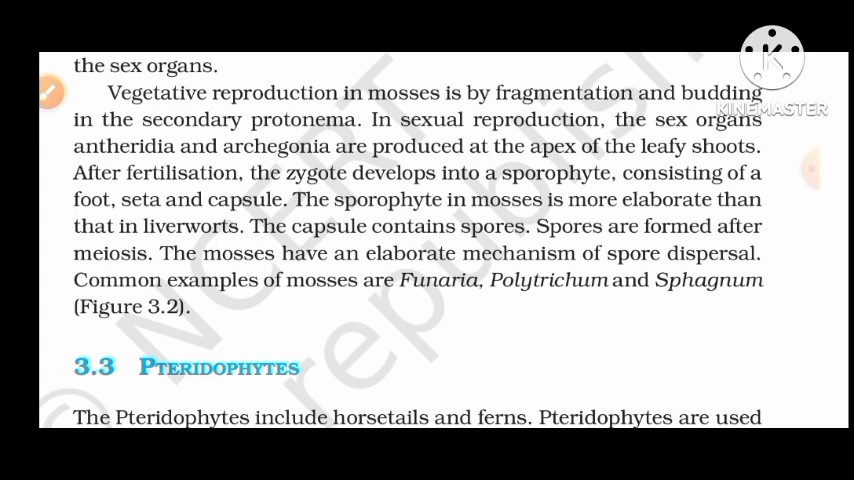 the sex organs.
Vegetative reproduction in mosses is by fragmentation and budding
in the secondary protonema. In sexual reproduction, the sex organs
antheridia and archegonia are produced at the apex of the leafy shoots.
After fertilisation, the zygote develops into a sporophyte, consisting of a
foot, seta and capsule. The sporophyte in mosses is more elaborate than
that in liverworts. The capsule contains spores. Spores are formed after
meiosis. The mosses have an elaborate mechanism of spore dispersal.
Common examples of mosses are Funaria, Polytrichum and Sphagnum
(Figure 3.2).
3.3 PTERIDOPHYTES
The Pteridophytes include horsetails and ferns. Pteridophytes are used
K
KINEMASTER
© NCERT
republish